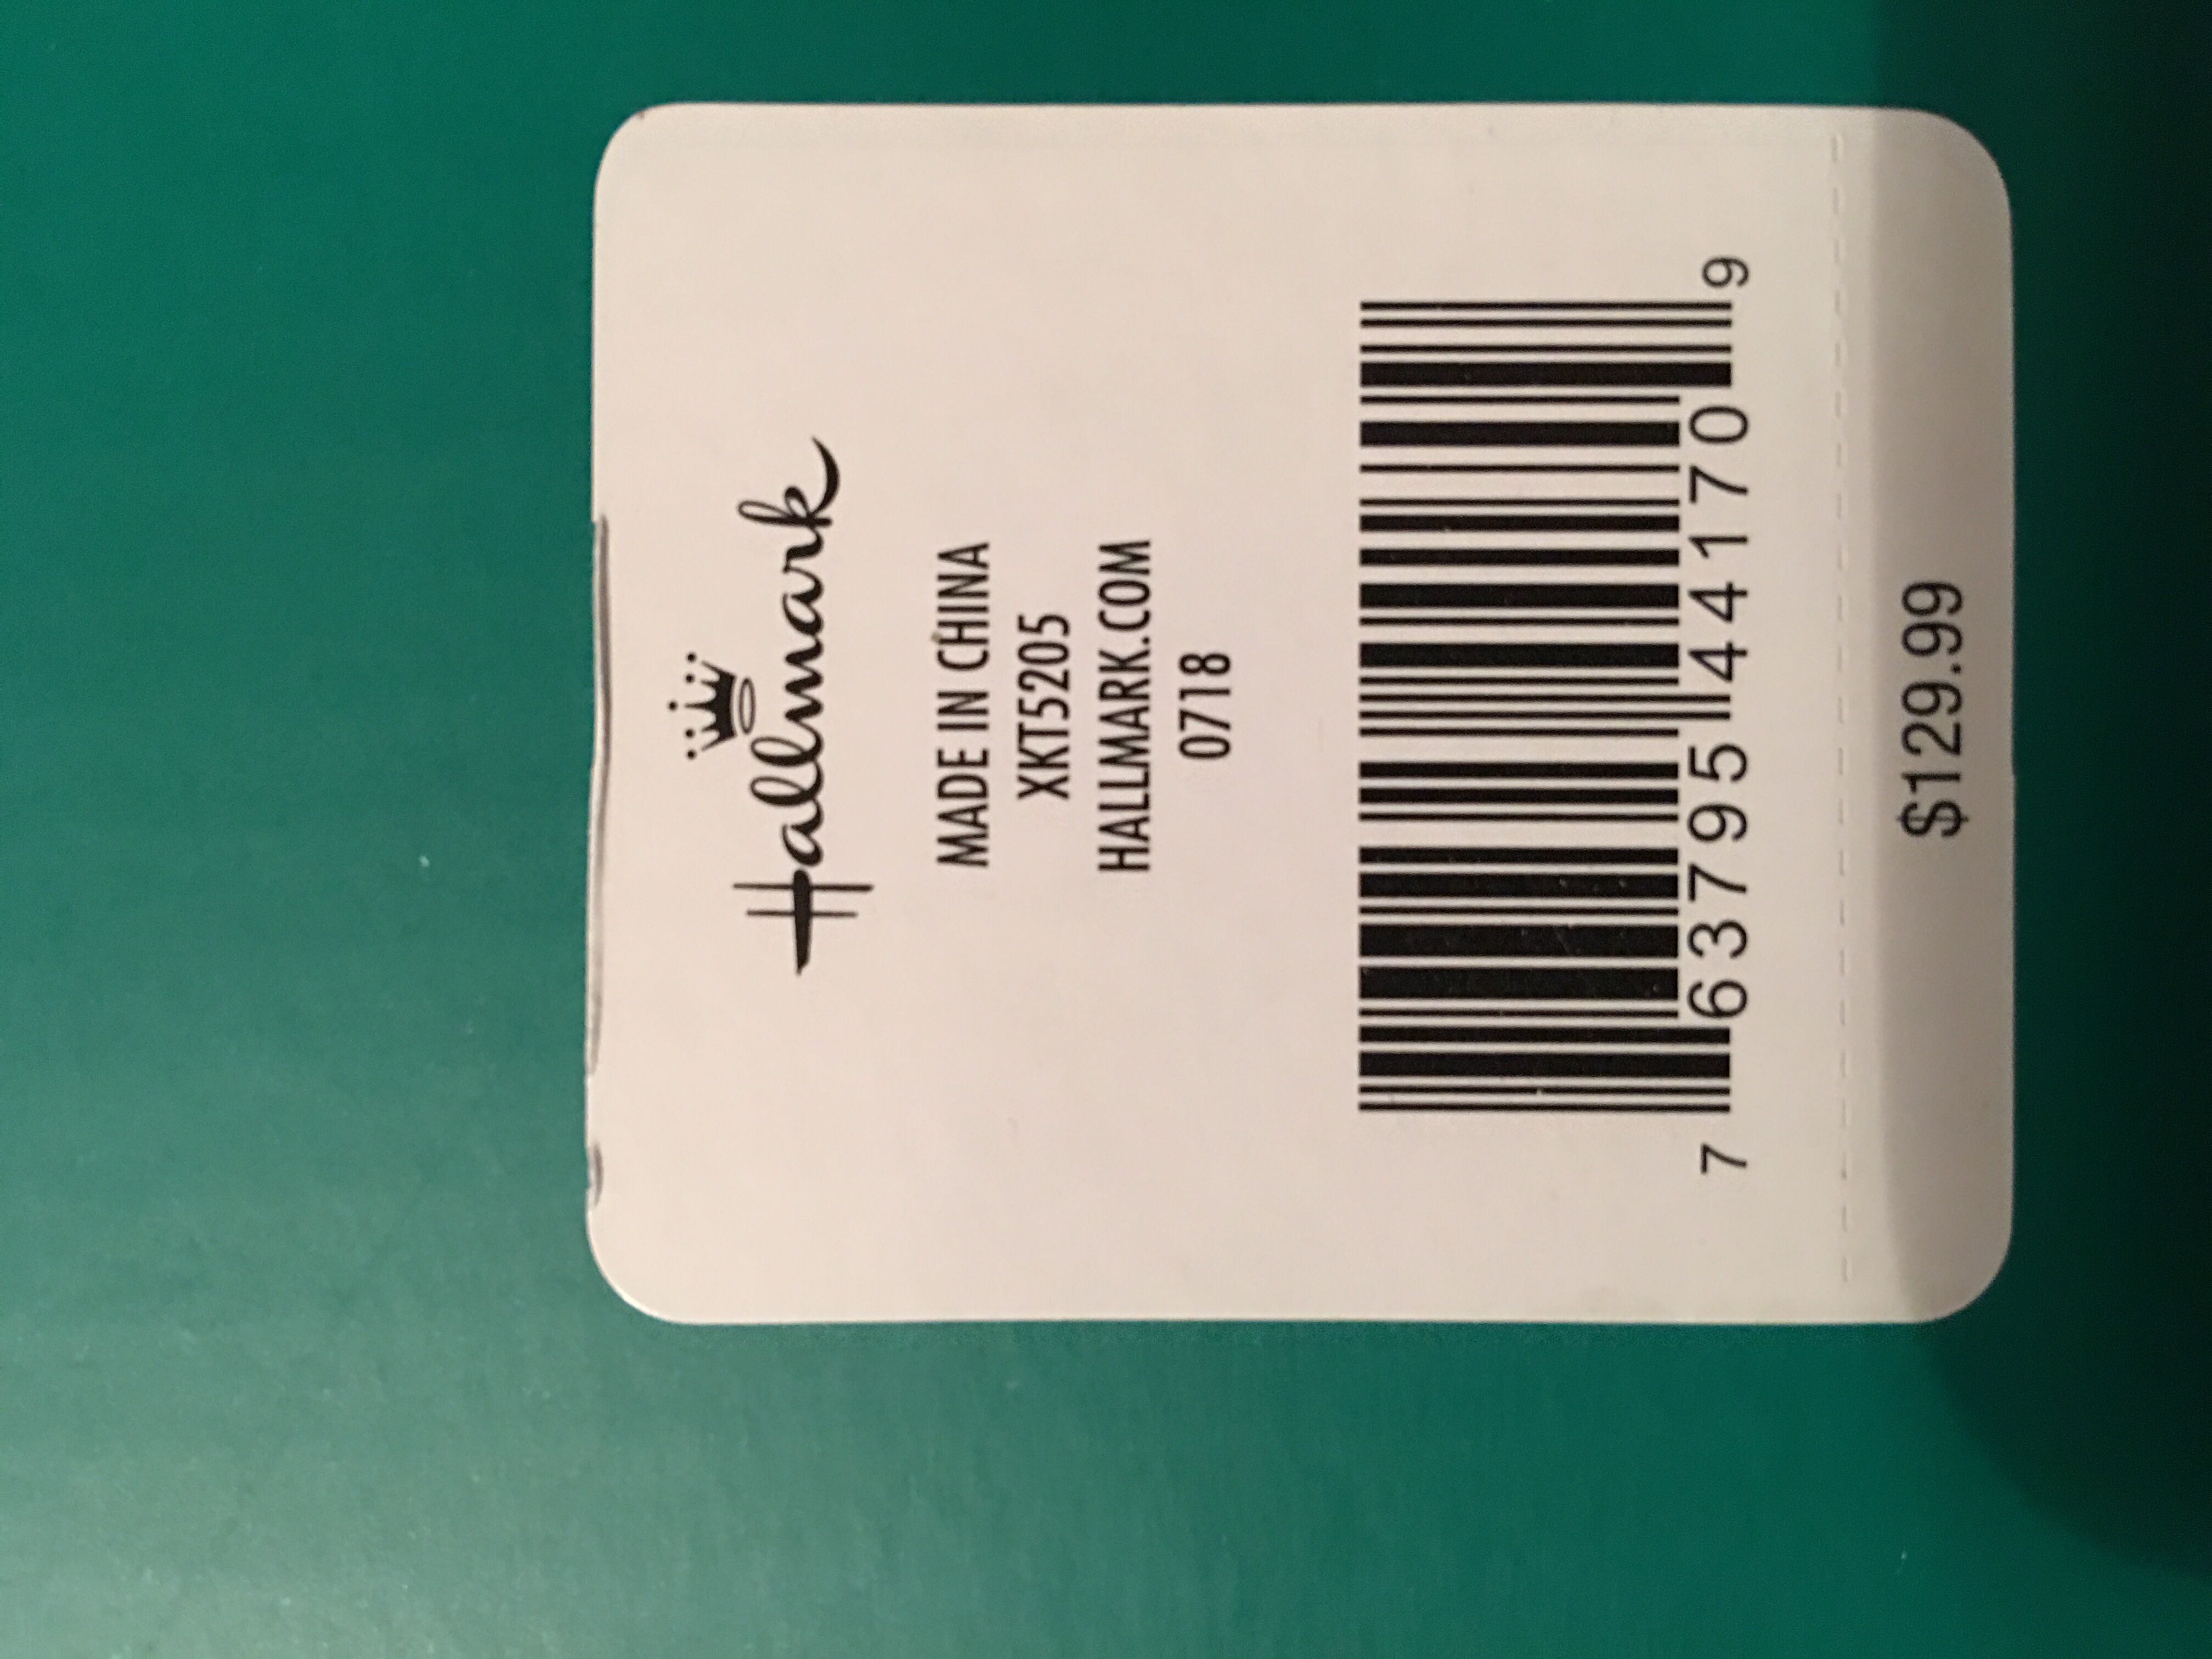 Hallmark
MADE IN CHINA
XKT5205
HALLMARK.COM
0718
7 63795 44170 9
$129.99